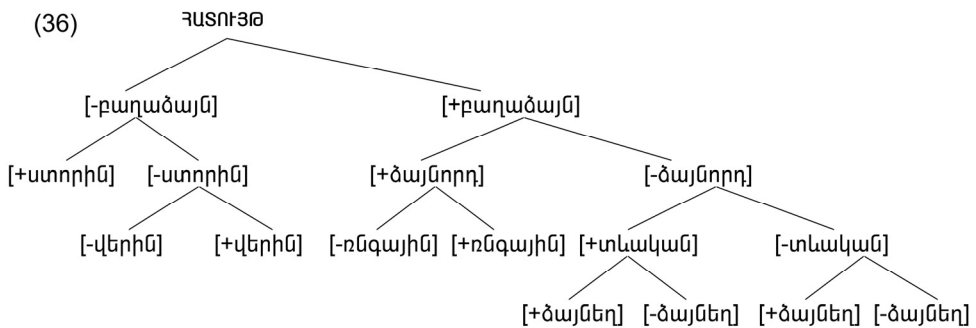 (36) ՀԱՏՈՒՅԹ
[-բաղաձայն] [+բաղաձայն]
[+ստորին] [-ստորին] [+ձայնորդ] [-ձայնորդ]
[-վերին] [+վերին] [-ռնգային] [+ռնգային] [+տևական] [-տևական]
[+ձայնեղ] [-ձայնեղ] [+ձայնեղ] [-ձայնեղ]